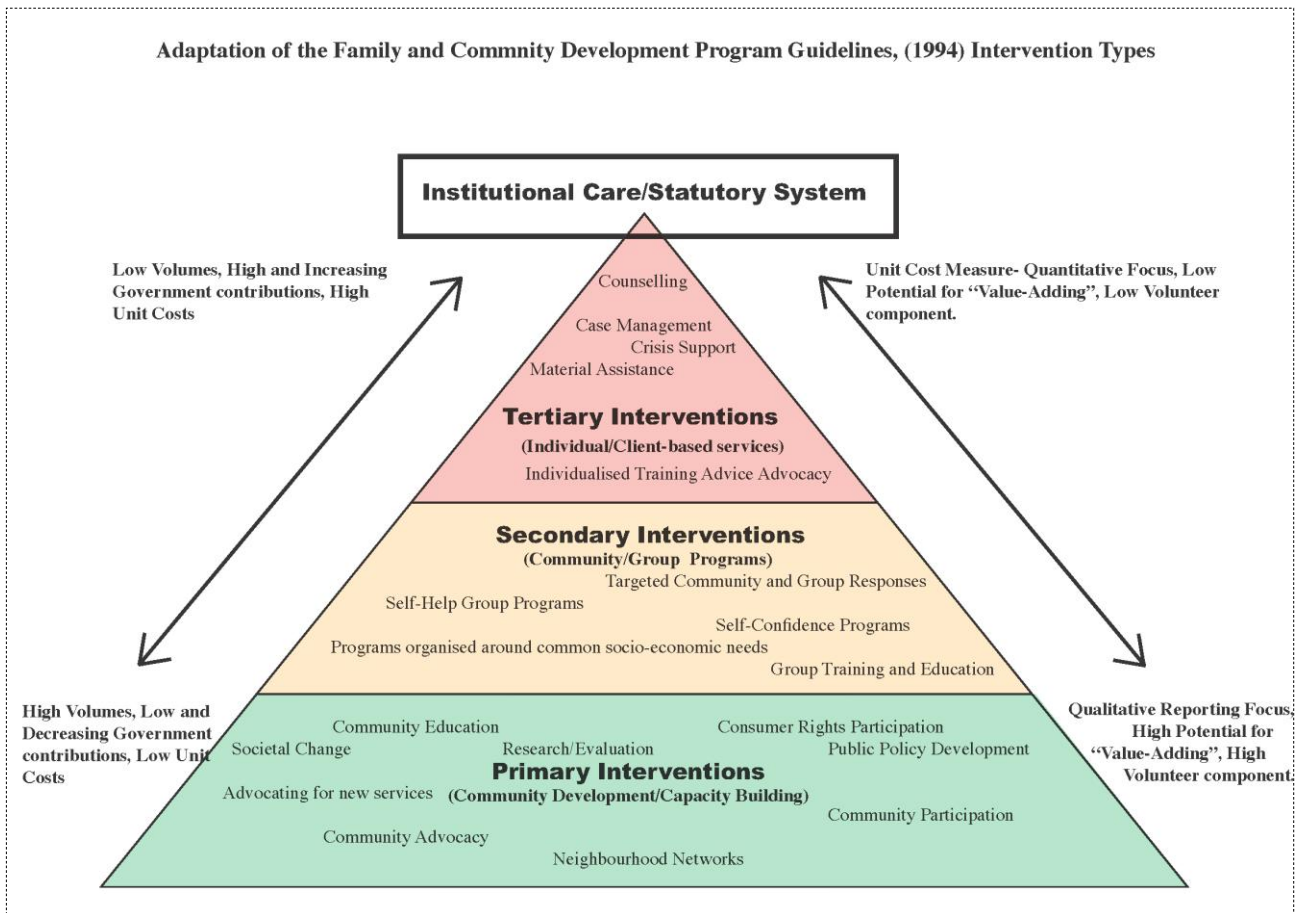 Adaptation of the Family and Commnity Development Program Guidelines, (1994) Intervention Types
Institutional Care/Statutory System
Low Volumes, High and Increasing
Government contributions, High
Unit Costs
Unit Cost Measure- Quantitative Focus, Low
Potential for “Value-Adding”, Low Volunteer
component.
Counselling
Case Management
Crisis Support
Material Assistance
Tertiary Interventions
(Individual/Client-based services)
Individualised Training Advice Advocacy
Secondary Interventions
(Community/Group Programs)
Targeted Community and Group Responses
Self-Help Group Programs
Self-Confidence Programs
Programs organised around common socio-economic needs
Group Training and Education
High Volumes, Low and
Decreasing Government
contributions, Low Unit
Costs
Qualitative Reporting Focus,
High Potential for
“Value-Adding”, High
Volunteer component.
Community Education
Consumer Rights Participation
Societal Change
Research/Evaluation
Public Policy Development
Primary Interventions
Advocating for new services
(Community Development/Capacity Building)
Community Participation
Community Advocacy
Neighbourhood Networks